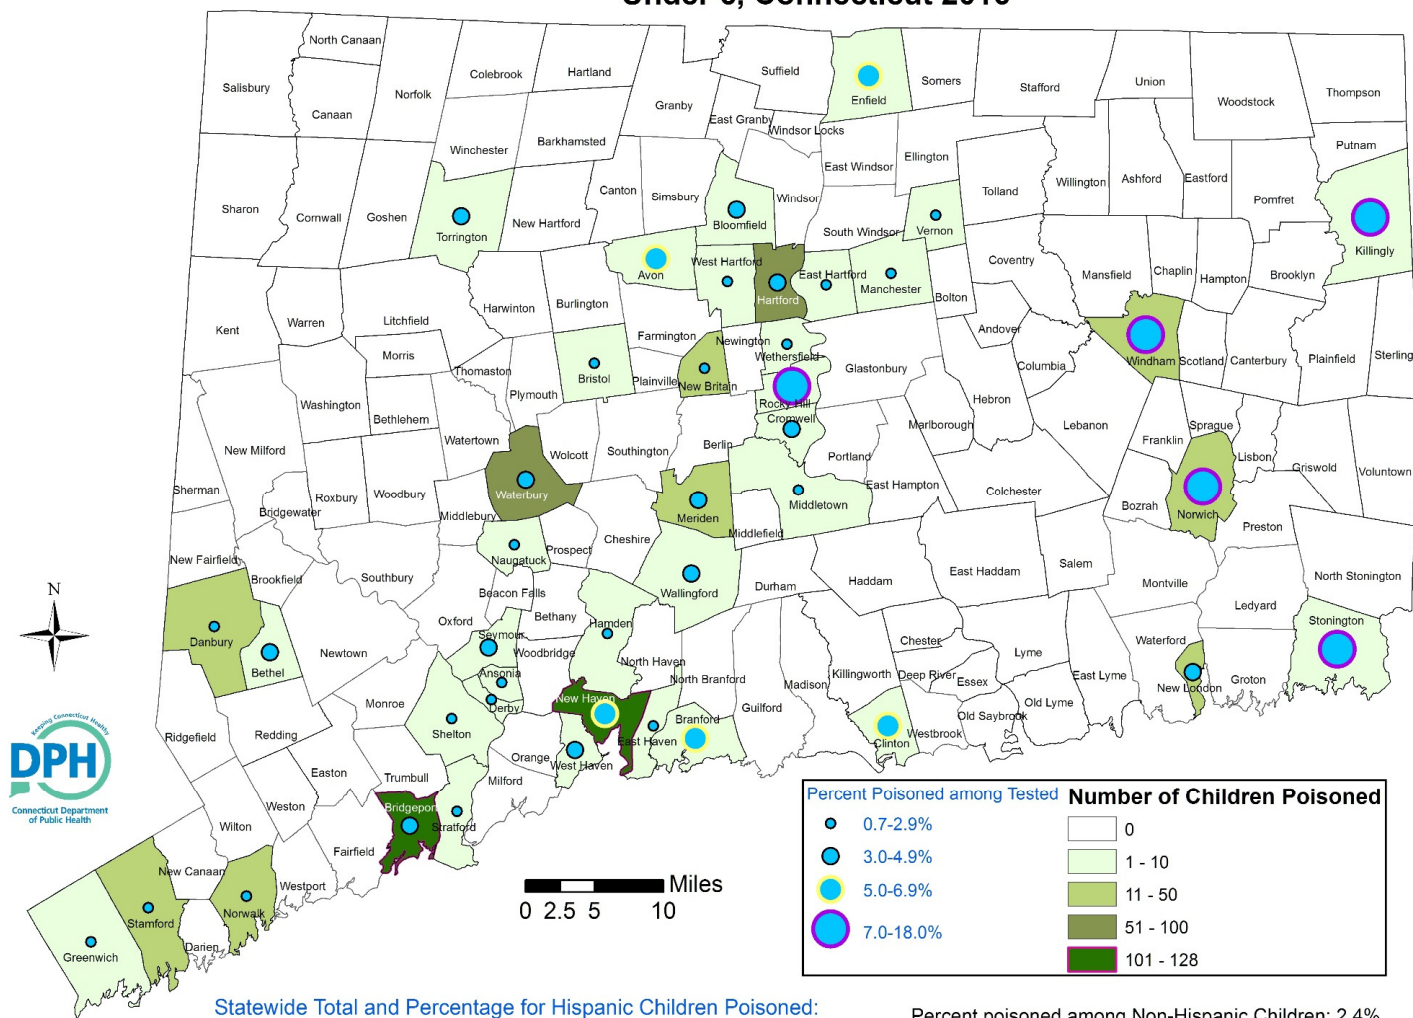 North Canaan
Colebrook
Hartland
Suffield
Enfield
Somers
Stafford
Union
Woodstock
Thompson
Salisbury
Canaan
Norfolk
Granby
East Granby
Windsor Locks
Putnam
Winchester
Barkhamsted
East Windsor
Ellington
Willington
Ashford
Eastford
Pomfret
Sharon
Cornwall
Goshen
Torrington
New Hartford
Canton
Simsbury
Bloomfield
Windsor
South Windsor
Vernon
Tolland
Killingly
Avon
West Hartford
Hartford
East Hartford
Manchester
Bolton
Coventry
Mansfield
Chaplin
Hampton
Brooklyn
Kent
Warren
Litchfield
Harwinton
Burlington
Farmington
Newington
Wethersfield
Glastonbury
Andover
Columbia
Windham
Scotland
Canterbury
Plainfield
Sterling
Morris
Thomaston
Plymouth
Bristol
Plainville
New Britain
Rocky Hill
Cromwell
Hebron
Marlborough
Lebanon
Franklin
Sprague
Lisbon
Griswold
Voluntown
Washington
Bethlehem
Watertown
Wolcott
Southington
Berlin
Portland
East Hampton
Colchester
Bozrah
Norwich
Preston
New Milford
Sherman
Bridgewater
Roxbury
Woodbury
Middlebury
Waterbury
Cheshire
Meriden
Middlefield
Middletown
New Fairfield
Brookfield
Southbury
Naugatuck
Prospect
Wallingford
Durham
Haddam
East Haddam
Salem
Montville
Ledyard
North Stonington
N
Danbury
Bethel
Newtown
Oxford
Beacon Falls
Seymour
Bethany
Woodbridge
Hamden
North Haven
North Branford
Guilford
Madison
Killingworth
Chester
Deep River
Essex
Lyme
Old Lyme
East Lyme
Waterford
New London
Groton
Stonington
Ridgefield
Redding
Monroe
Shelton
Ansonia
Derby
Orange
New Haven
West Haven
East Haven
Branford
Clinton
Westbrook
Old Saybrook
Keeping Connecticut Healthy
DPH
Connecticut Department
of Public Health
Easton
Trumbull
Milford
Weston
Bridgepor
Stratford
Wilton
Fairfield
New Canaan
Westport
Norwalk
Darien
Stamford
Greenwich
Miles
0 2.5 5 10
Percent Poisoned among Tested
0.7-2.9%
3.0-4.9%
5.0-6.9%
7.0-18.0%
Number of Children Poisoned
0
1 - 10
11 - 50
51 - 100
101 - 128
Statewide Total and Percentage for Hispanic Children Poisoned:
Percent poisoned among Non-Hispanic Children: 2.4%